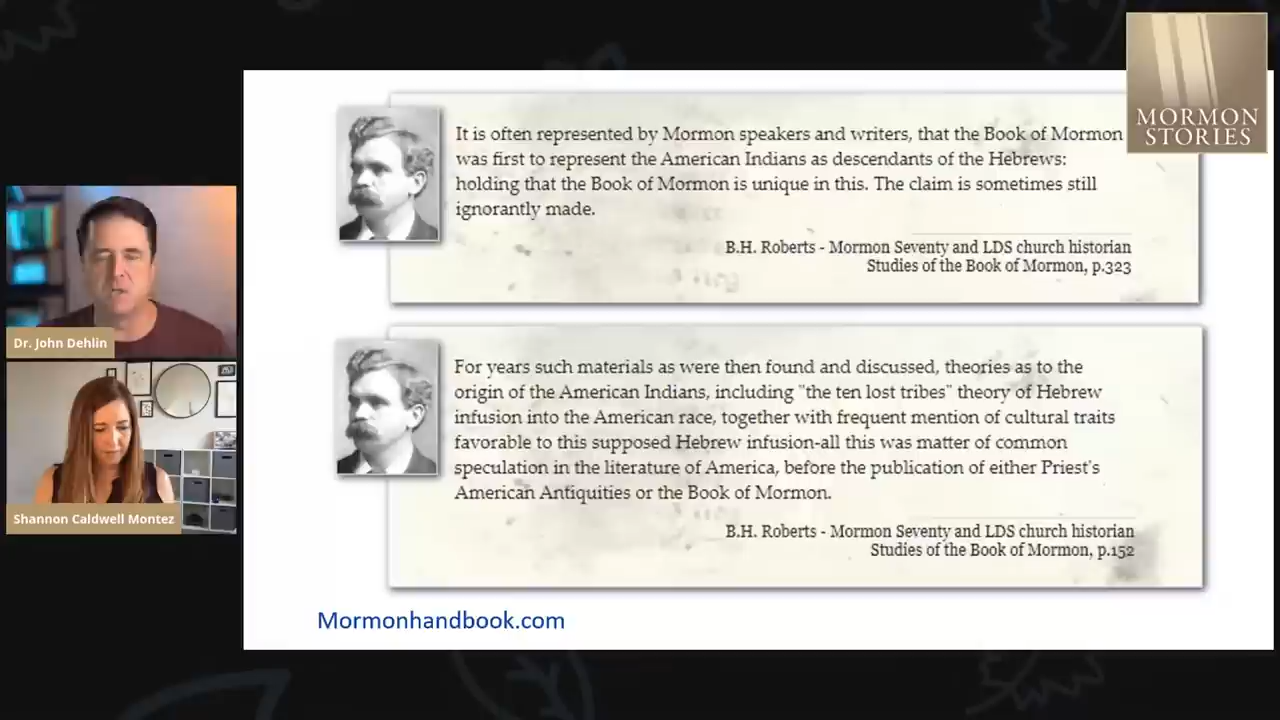 MORMON
STORIES
It is often represented by Mormon speakers and writers, that the Book of Mormon
was first to represent the American Indians as descendants of the Hebrews:
holding that the Book of Mormon is unique in this. The claim is sometimes still
ignorantly made.
B.H. Roberts - Mormon Seventy and LDS church historian
Studies of the Book of Mormon, p.323
Dr. John Dehlin
For years such materials as were then found and discussed, theories as to the
origin of the American Indians, including "the ten lost tribes" theory of Hebrew
infusion into the American race, together with frequent mention of cultural traits
favorable to this supposed Hebrew infusion-all this was matter of common
speculation in the literature of America, before the publication of either Priest's
American Antiquities or the Book of Mormon.
B.H. Roberts - Mormon Seventy and LDS church historian
Studies of the Book of Mormon, p.152
Shannon Caldwell Montez
Mormonhandbook.com